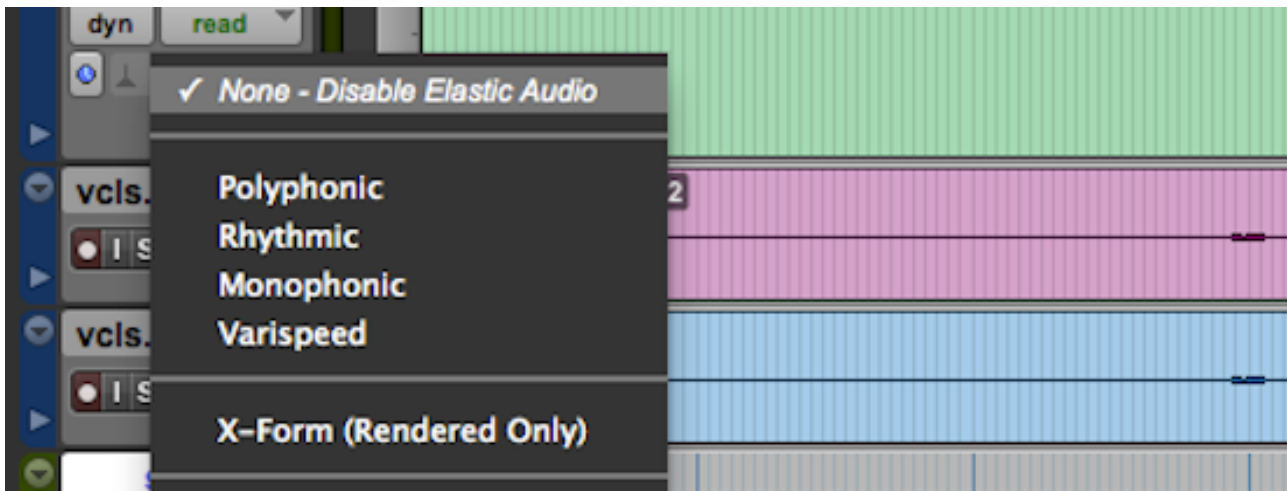 dyn read
✓ None - Disable Elastic Audio
Polyphonic
vcls. 2
Rhythmic
I S
Monophonic
Varispeed
vcls.
I S
X-Form (Rendered Only)